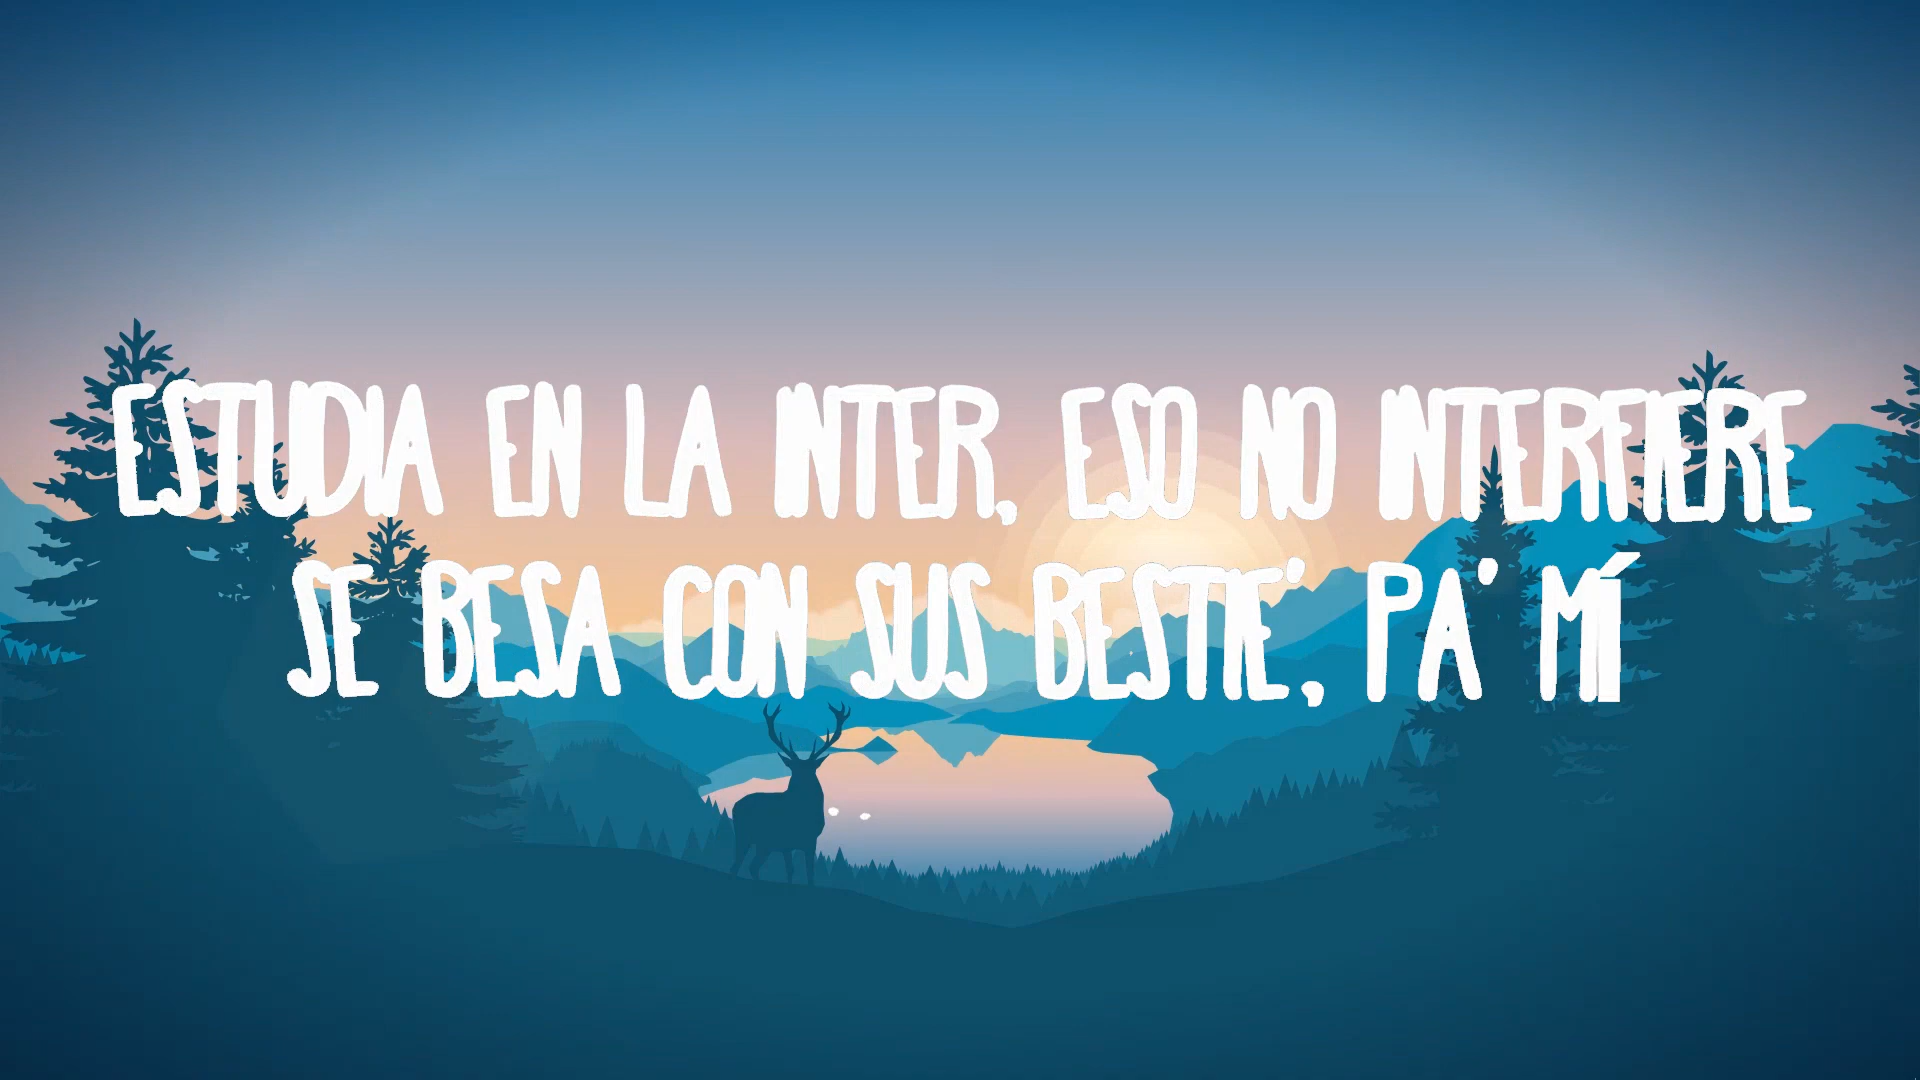 ESTUDIA EN LA INTER, ESO NO INTERFIERE
SE BESA CON SUS BESTIE', PA' MÍ